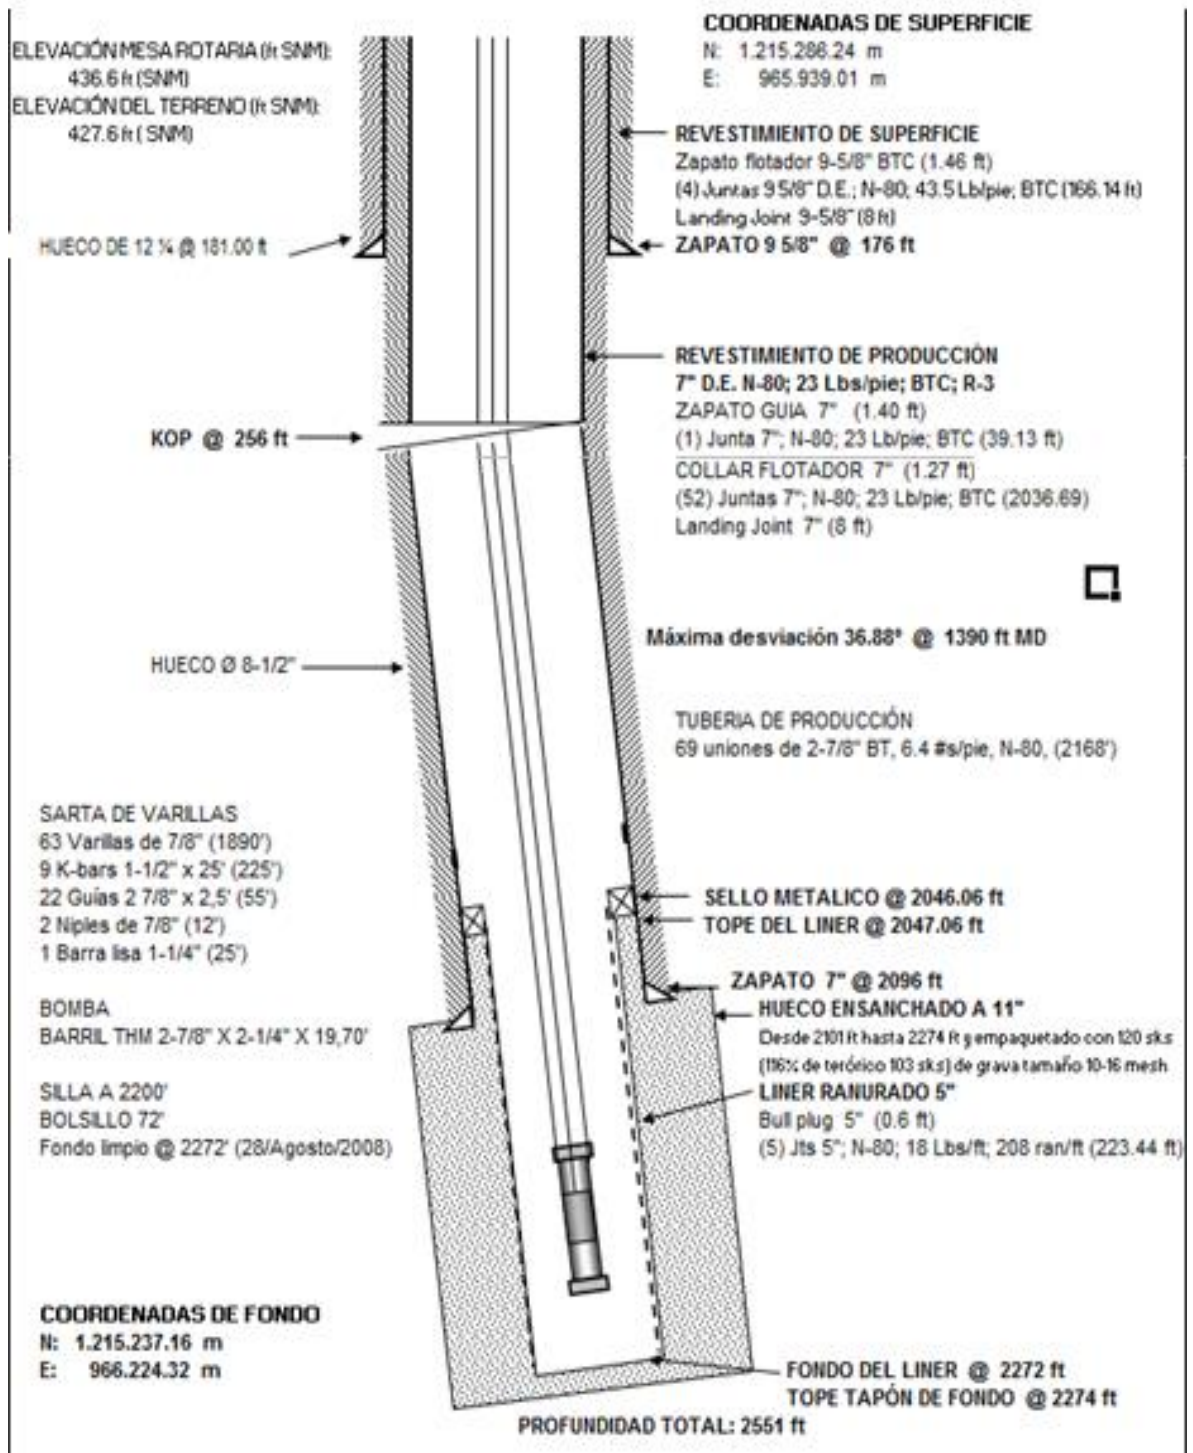 COORDENADAS DE SUPERFICIE
N: 1.215.286.24 m
E: 965.939.01 m
ELEVACIÓN MESA ROTARIA (ft SNM):
436.6 ft (SNM)
ELEVACIÓN DEL TERRENO (ft SNM):
427.6 ft ( SNM)
REVESTIMIENTO DE SUPERFICIE
Zapato flotador 9-5/8" BTC (1.46 ft)
(4) Juntas 9 5/8" D.E.; N-80; 43.5 Lb/pie; BTC (166.14 ft)
Landing Joint 9-5/8" (8 ft)
ZAPATO 9 5/8" @ 176 ft
HUECO DE 12 ¼ @ 181.00 ft
REVESTIMIENTO DE PRODUCCIÓN
7" D.E. N-80; 23 Lbs/pie; BTC; R-3
ZAPATO GUIA 7" (1.40 ft)
(1) Junta 7"; N-80; 23 Lb/pie; BTC (39.13 ft)
COLLAR FLOTADOR 7" (1.27 ft)
(52) Juntas 7"; N-80; 23 Lb/pie; BTC (2036.69)
Landing Joint 7" (8 ft)
KOP @ 256 ft
Máxima desviación 36.88° @ 1390 ft MD
HUECO Ø 8-1/2"
TUBERIA DE PRODUCCIÓN
69 uniones de 2-7/8" BT, 6.4 #s/pie, N-80, (2168')
SARTA DE VARILLAS
63 Varillas de 7/8" (1890')
9 K-bars 1-1/2" x 25' (225')
22 Guías 2 7/8" x 2,5' (55')
2 Niples de 7/8" (12')
1 Barra lisa 1-1/4" (25')
SELLO METALICO @ 2046.06 ft
TOPE DEL LINER @ 2047.06 ft
ZAPATO 7" @ 2096 ft
HUECO ENSANCHADO A 11"
Desde 2101 ft hasta 2274 ft y empaquetado con 120 sks
(116% de terórico 103 sks) de grava tamaño 10-16 mesh
LINER RANURADO 5"
Bull plug 5" (0.6 ft)
(5) Jts 5"; N-80; 18 Lbs/ft; 208 ran/ft (223.44 ft)
BOMBA
BARRIL THM 2-7/8" X 2-1/4" X 19,70'
SILLA A 2200'
BOLSILLO 72'
Fondo limpio @ 2272' (28/Agosto/2008)
COORDENADAS DE FONDO
N: 1.215.237.16 m
E: 966.224.32 m
FONDO DEL LINER @ 2272 ft
TOPE TAPÓN DE FONDO @ 2274 ft
PROFUNDIDAD TOTAL: 2551 ft